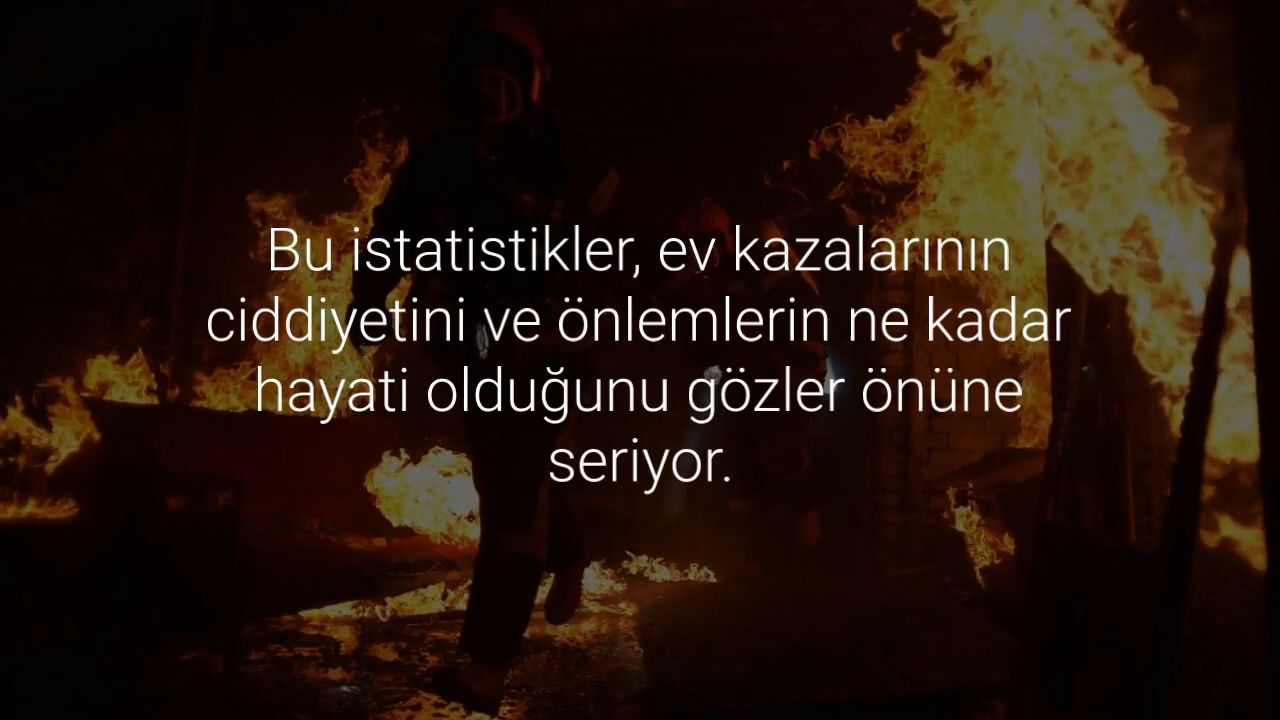 Bu istatistikler, ev kazalarının
ciddiyetini ve önlemlerin ne kadar
hayati olduğunu gözler önüne
seriyor.